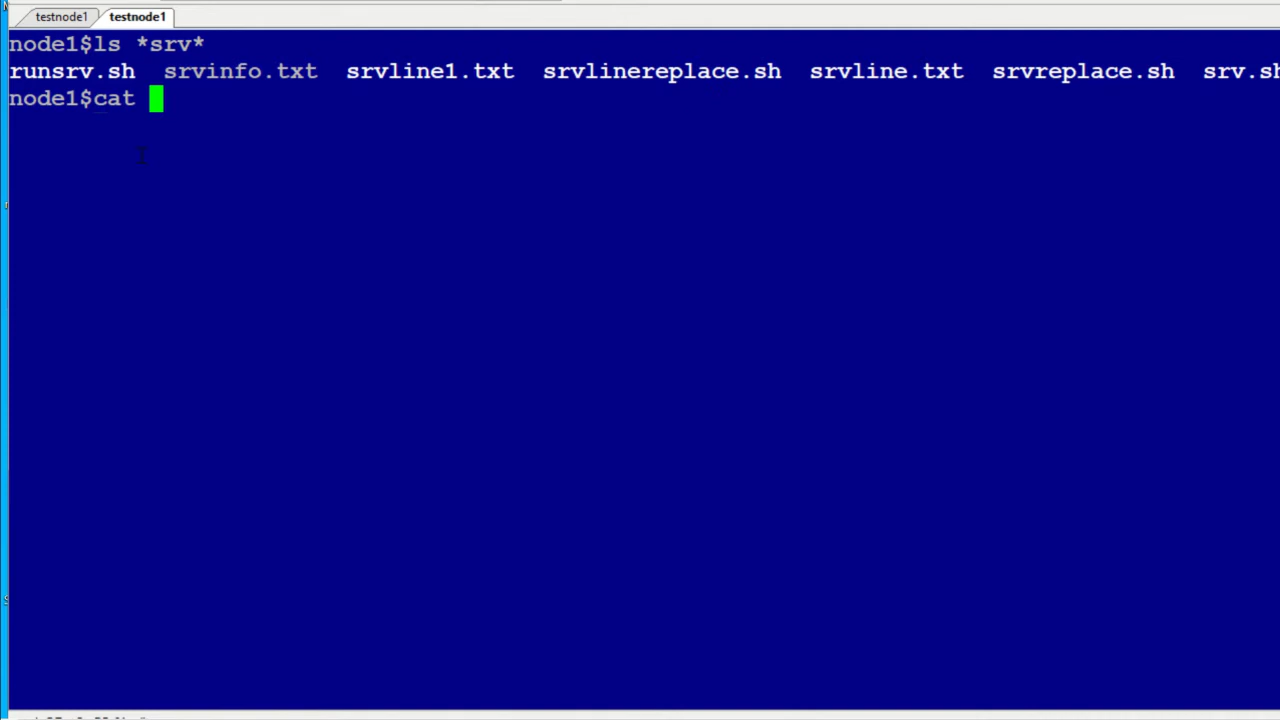 testnode1 testnode1
node1$ls *srv*
runsrv.sh srvinfo.txt srvline1.txt srvlinereplace.sh srvline.txt srvreplace.sh srv.sh
node1$cat